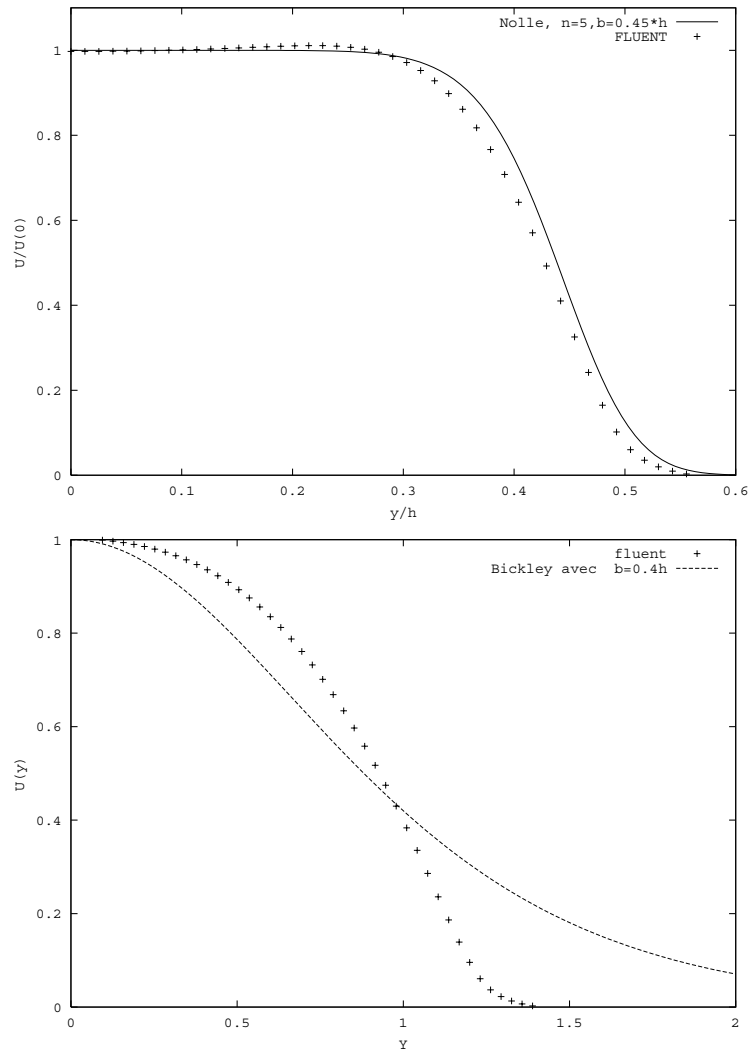 Nolle, n=5,b=0.45*h
FLUENT
U/U(0)
1
0.8
0.6
0.4
0.2
0
0 0.1 0.2 0.3 0.4 0.5 0.6
y/h
fluent
Bickley avec b=0.4h
U(y)
1
0.8
0.6
0.4
0.2
0
0 0.5 1 1.5 2
Y